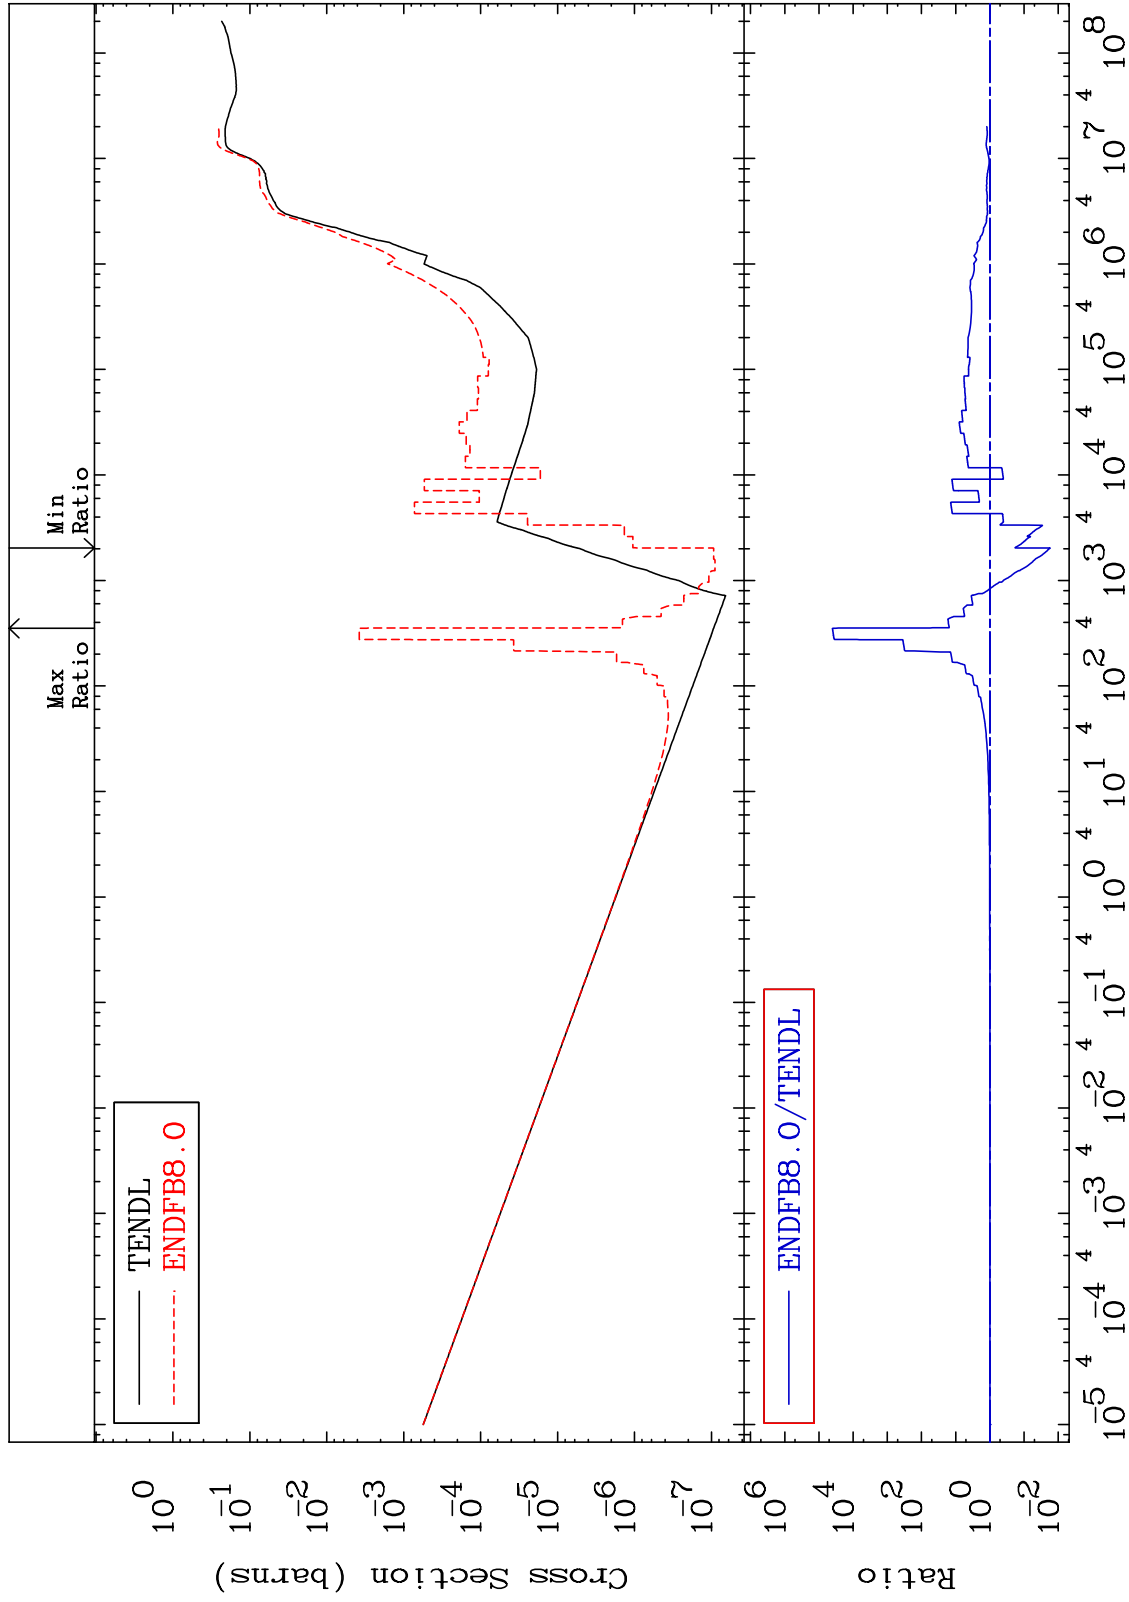 Max
Ratio
Min
Ratio
Cross Section (barns)
10^0
10^-1
10^-2
10^-3
10^-4
10^-5
10^-6
10^-7
TENDL
ENDFB8.0
Ratio
10^6
10^4
10^2
10^0
10^-2
ENDFB8.0/TENDL
10^-5 4 10^-4 4 10^-3 4 10^-2 4 10^-1 4 10^0 4 10^1 4 10^2 4 10^3 4 10^4 4 10^5 4 10^6 4 10^7 4 10^8